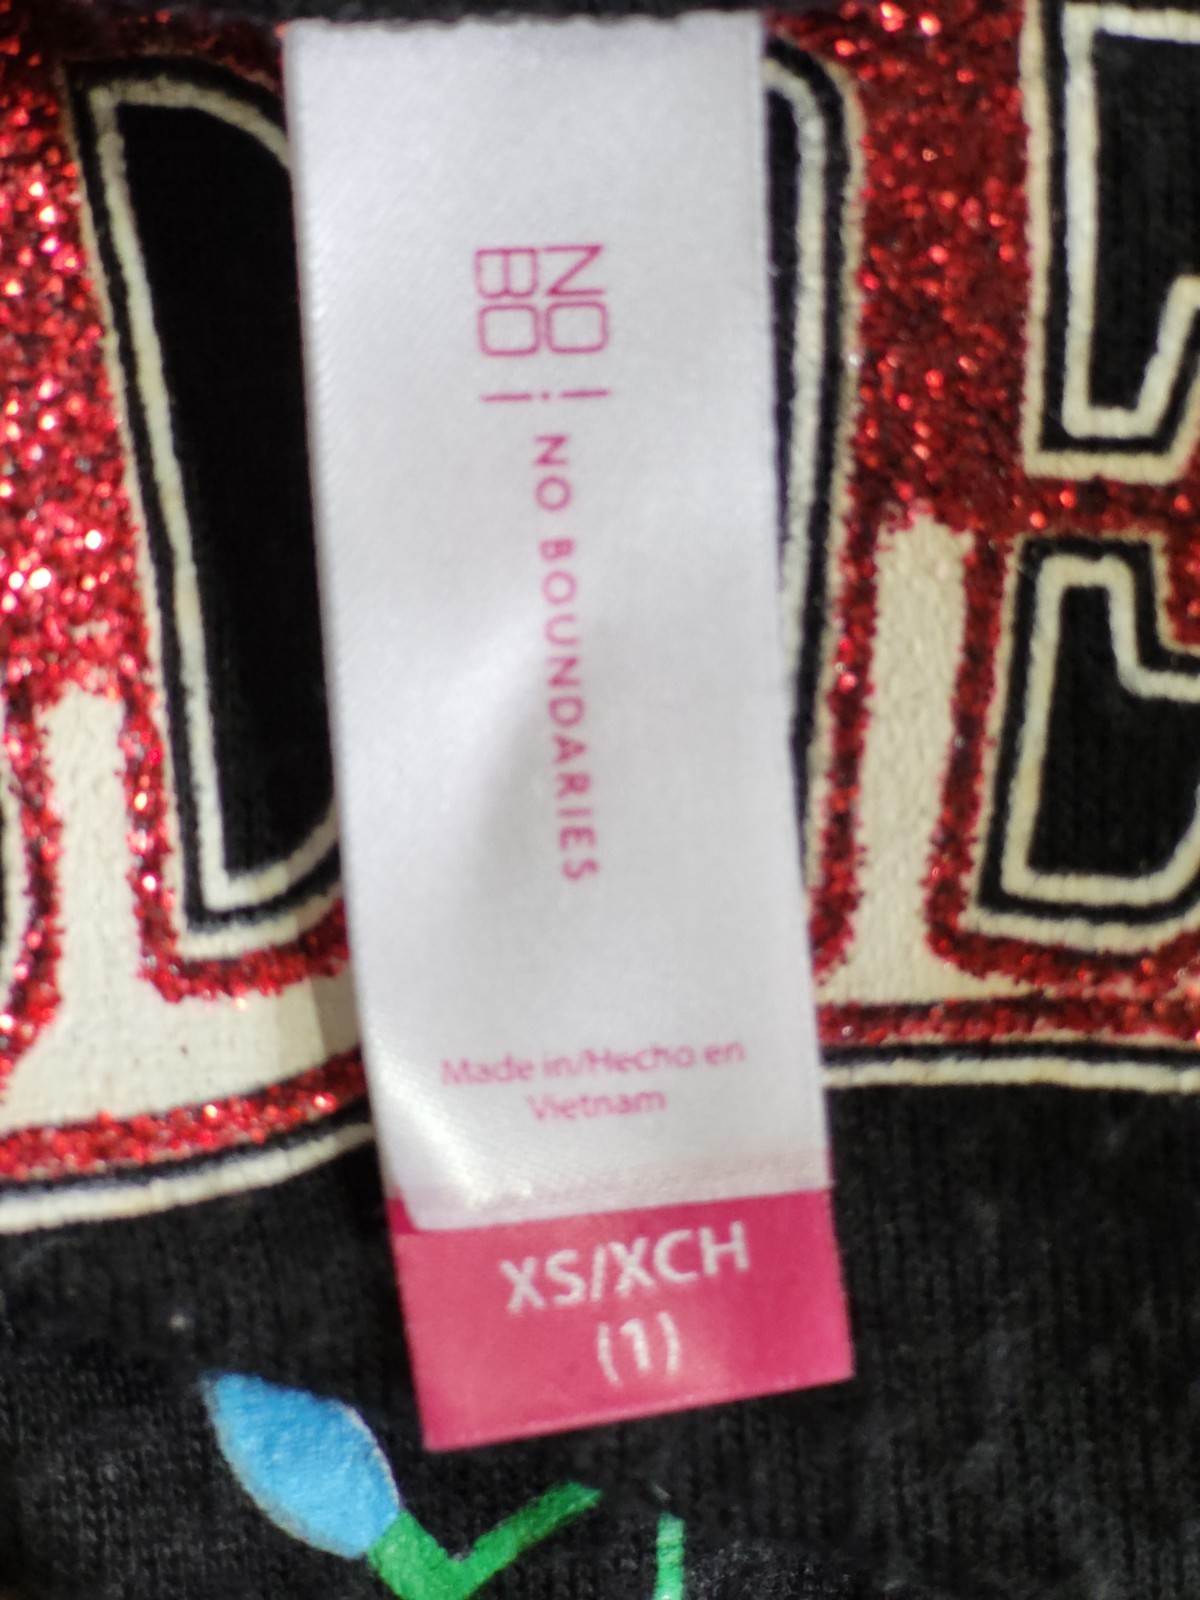 NO
BO
NO BOUNDARIES
Made in/Hecho en
Vietnam
XS/XCH
(1)